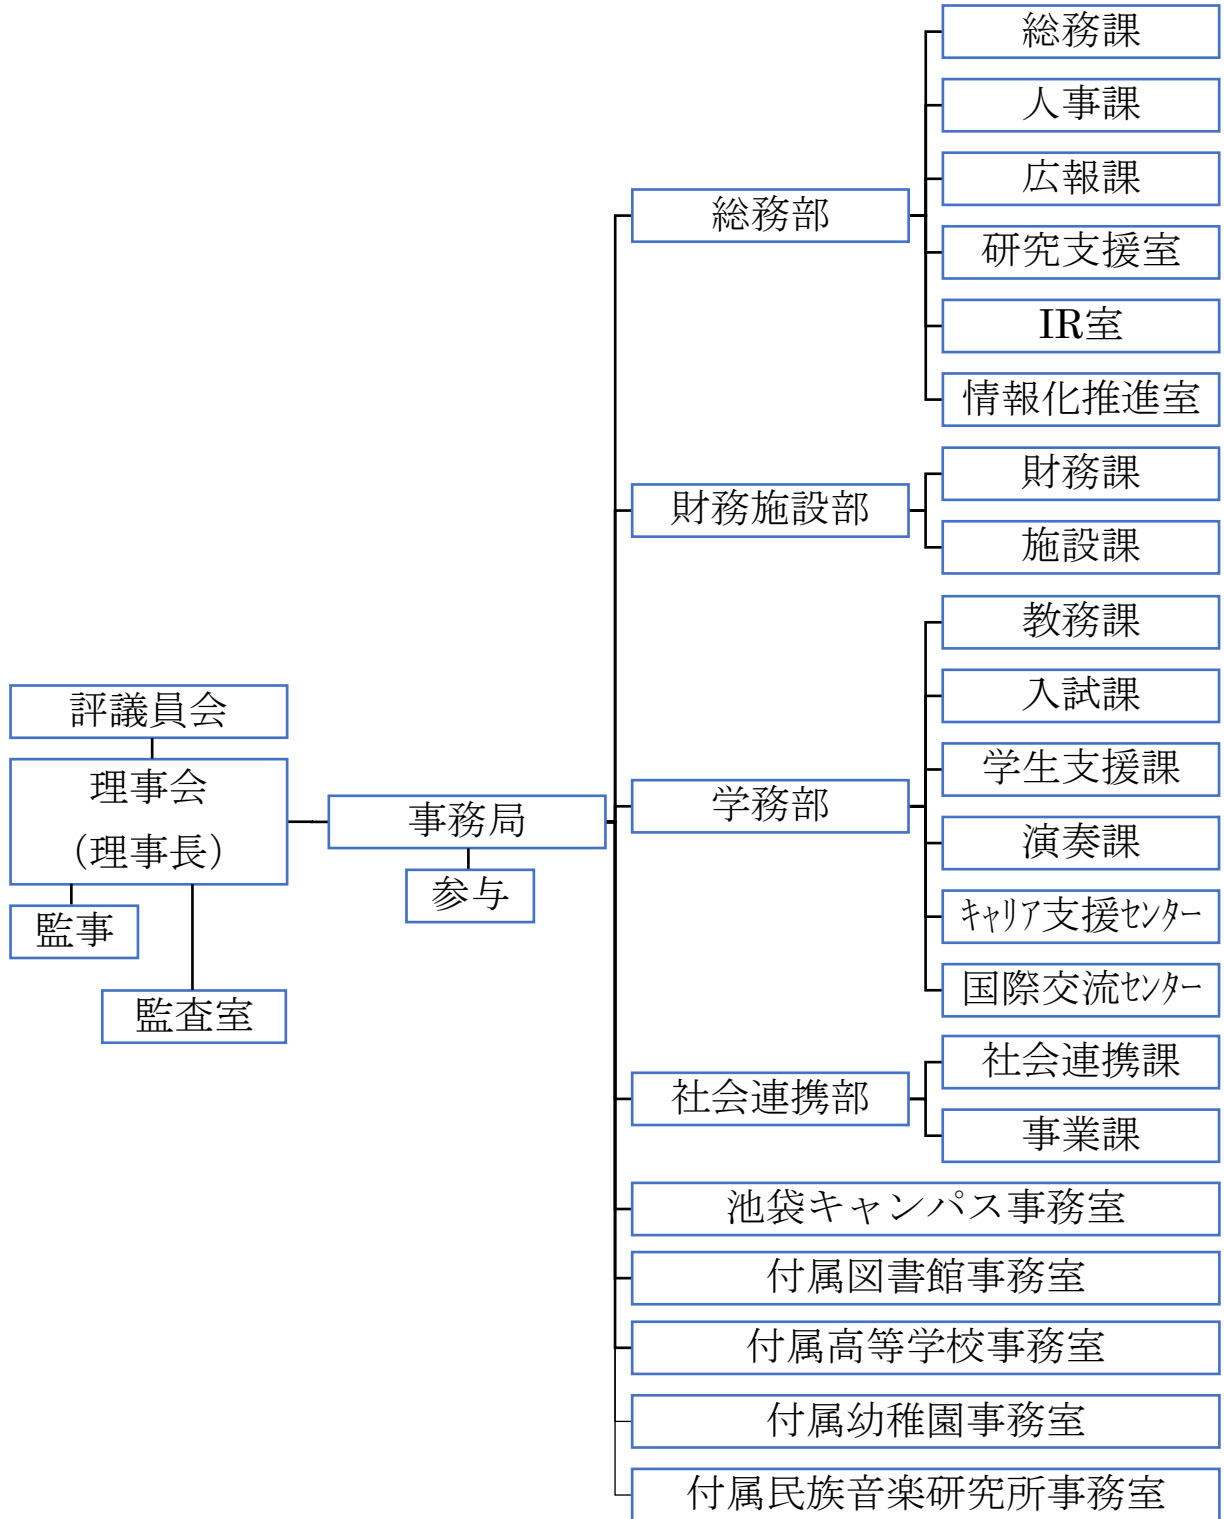 評議員会
理事会
（理事長）
監事
監査室
事務局
参与
総務部
総務課
人事課
広報課
研究支援室
IR室
情報化推進室
財務施設部
財務課
施設課
学務部
教務課
入試課
学生支援課
演奏課
ｷｬﾘｱ支援ｾﾝﾀｰ
国際交流ｾﾝﾀｰ
社会連携部
社会連携課
事業課
池袋キャンパス事務室
付属図書館事務室
付属高等学校事務室
付属幼稚園事務室
付属民族音楽研究所事務室